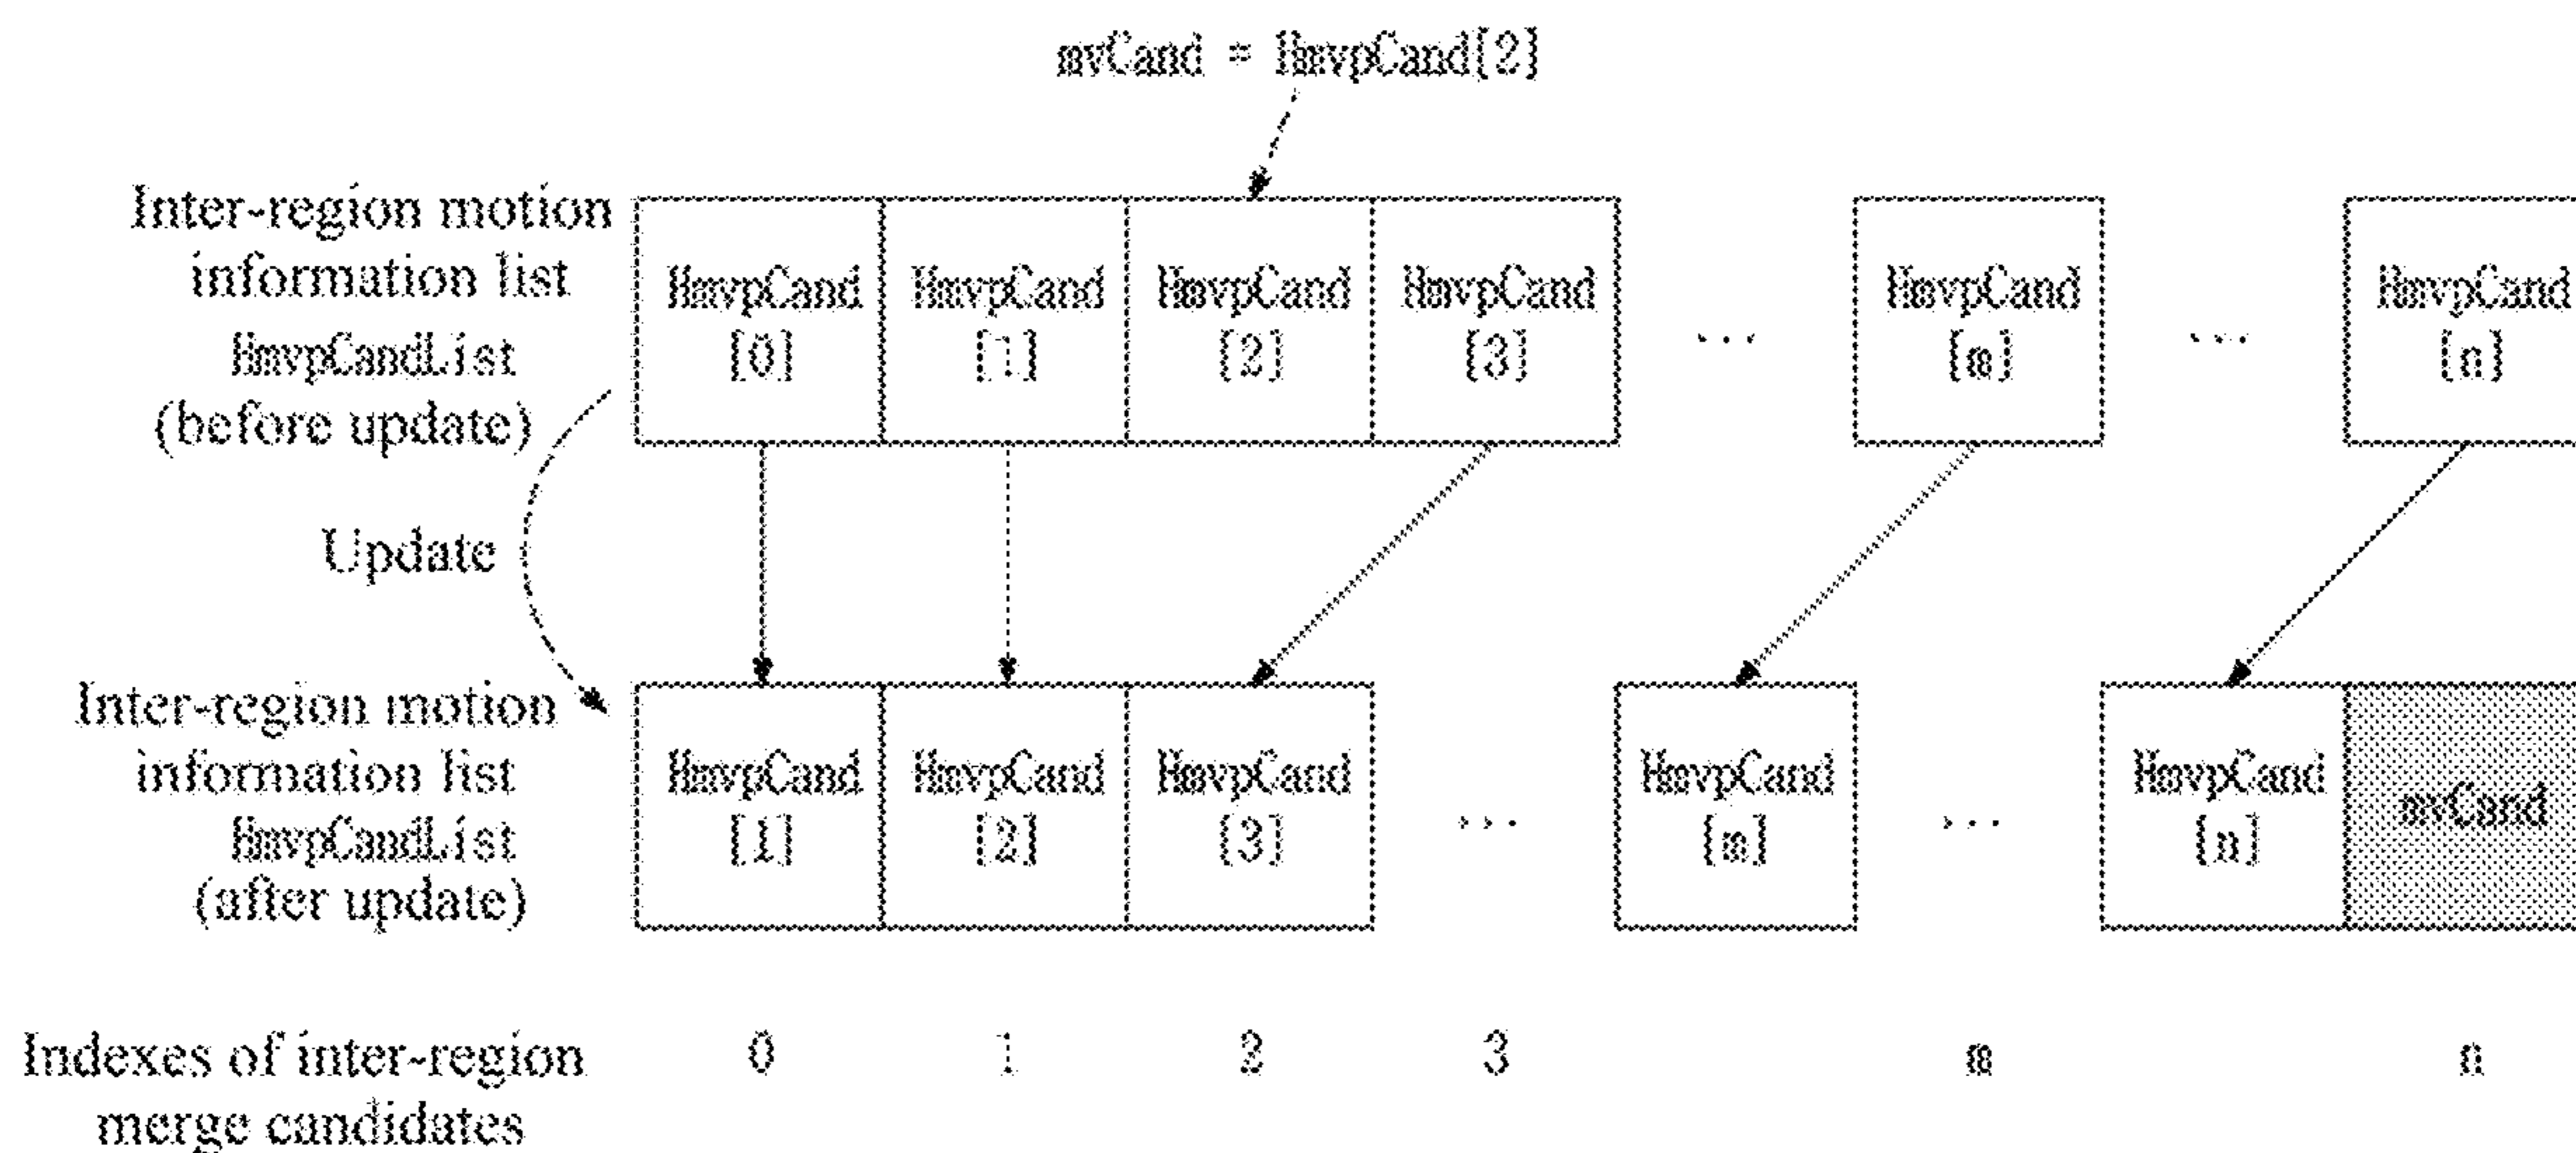 mvCand = HmvpCand[2]
Inter-region motion
information list
HmvpCandList
(before update)
HmvpCand
[0]
HmvpCand
[1]
HmvpCand
[2]
HmvpCand
[3]
...
HmvpCand
[m]
...
HmvpCand
[n]
Update
Inter-region motion
information list
HmvpCandList
(after update)
HmvpCand
[1]
HmvpCand
[2]
HmvpCand
[3]
...
HmvpCand
[m]
...
HmvpCand
[n]
mvCand
Indexes of inter-region
merge candidates
0 1 2 3 m n